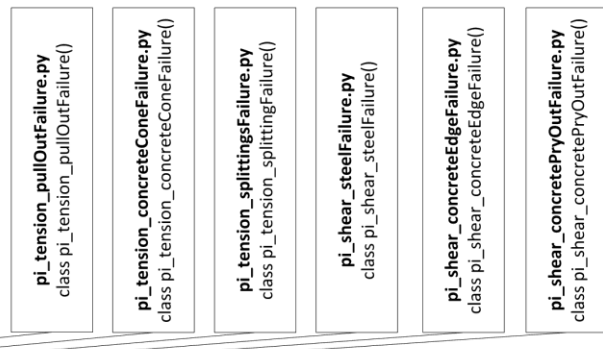 pi_tension_pullOutFailure.py
class pi_tension_pullOutFailure()
pi_tension_concreteConeFailure.py
class pi_tension_concreteConeFailure()
pi_tension_splittingsFailure.py
class pi_tension_splittingFailure()
pi_shear_steelFailure.py
class pi_shear_steelFailure()
pi_shear_concreteEdgeFailure.py
class pi_shear_concreteEdgeFailure()
pi_shear_concretePryOutFailure.py
class pi_shear_concretePryOutFailure()